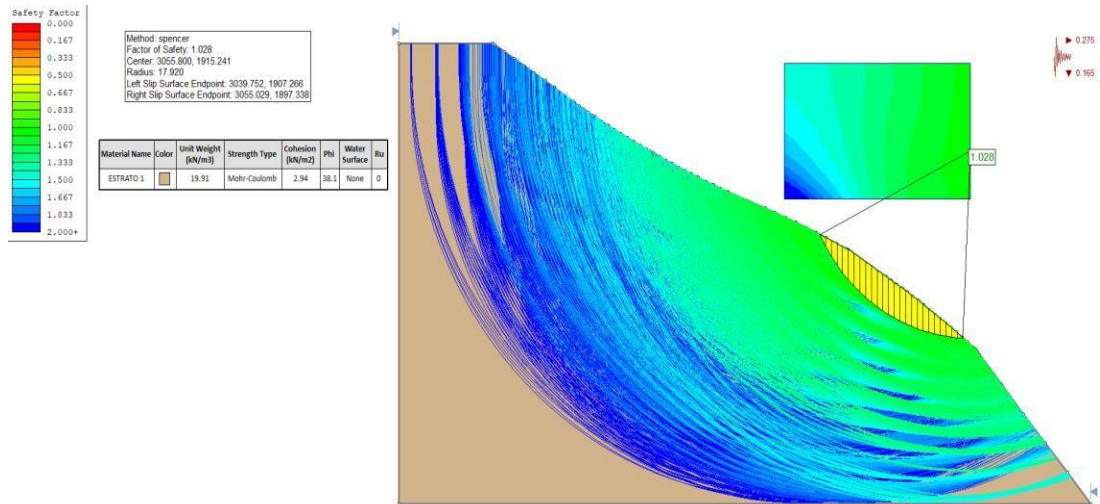 Safety Factor
0.000
0.167
0.333
0.500
0.667
0.833
1.000
1.167
1.333
1.500
1.667
1.833
2.000+
Method: spencer
Factor of Safety: 1.028
Center: 3055.800, 1915.241
Radius: 17.920
Left Slip Surface Endpoint: 3039.752, 1907.266
Right Slip Surface Endpoint: 3055.029, 1897.338
Material Name Color Unit Weight (kN/m3) Strength Type Cohesion (kN/m2) Phi Water Surface Ru
ESTRATO 1 19.91 Mohr-Coulomb 2.94 38.1 None 0
1.028
0.275
0.165